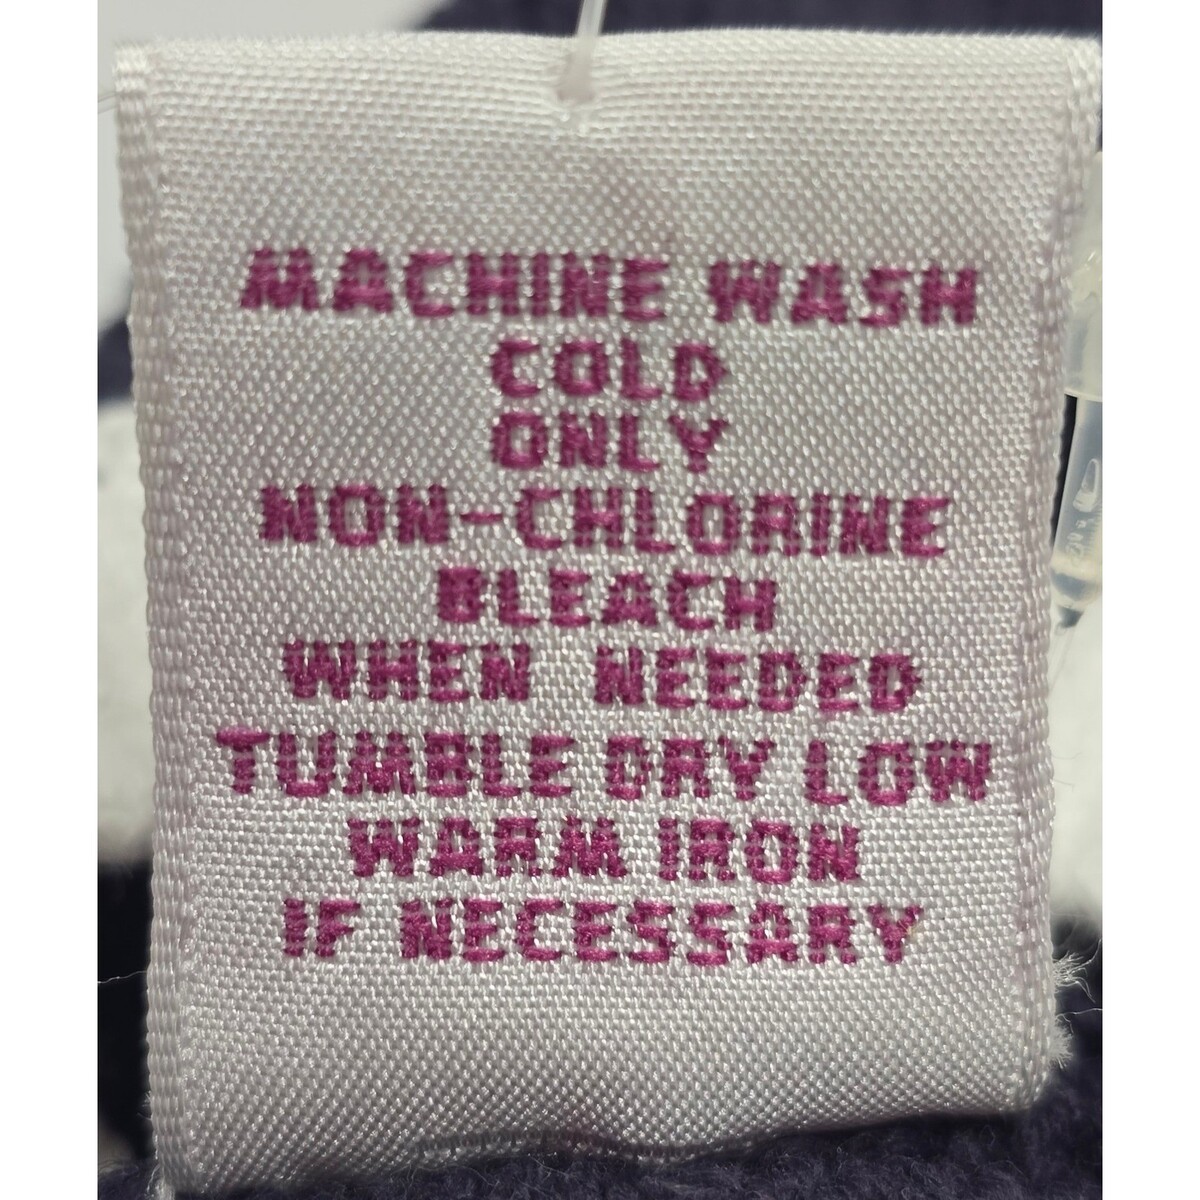 MACHINE WASH
COLD
ONLY
NON-CHLORINE
BLEACH
WHEN NEEDED
TUMBLE DRY LOW
WARM IRON
IF NECESSARY